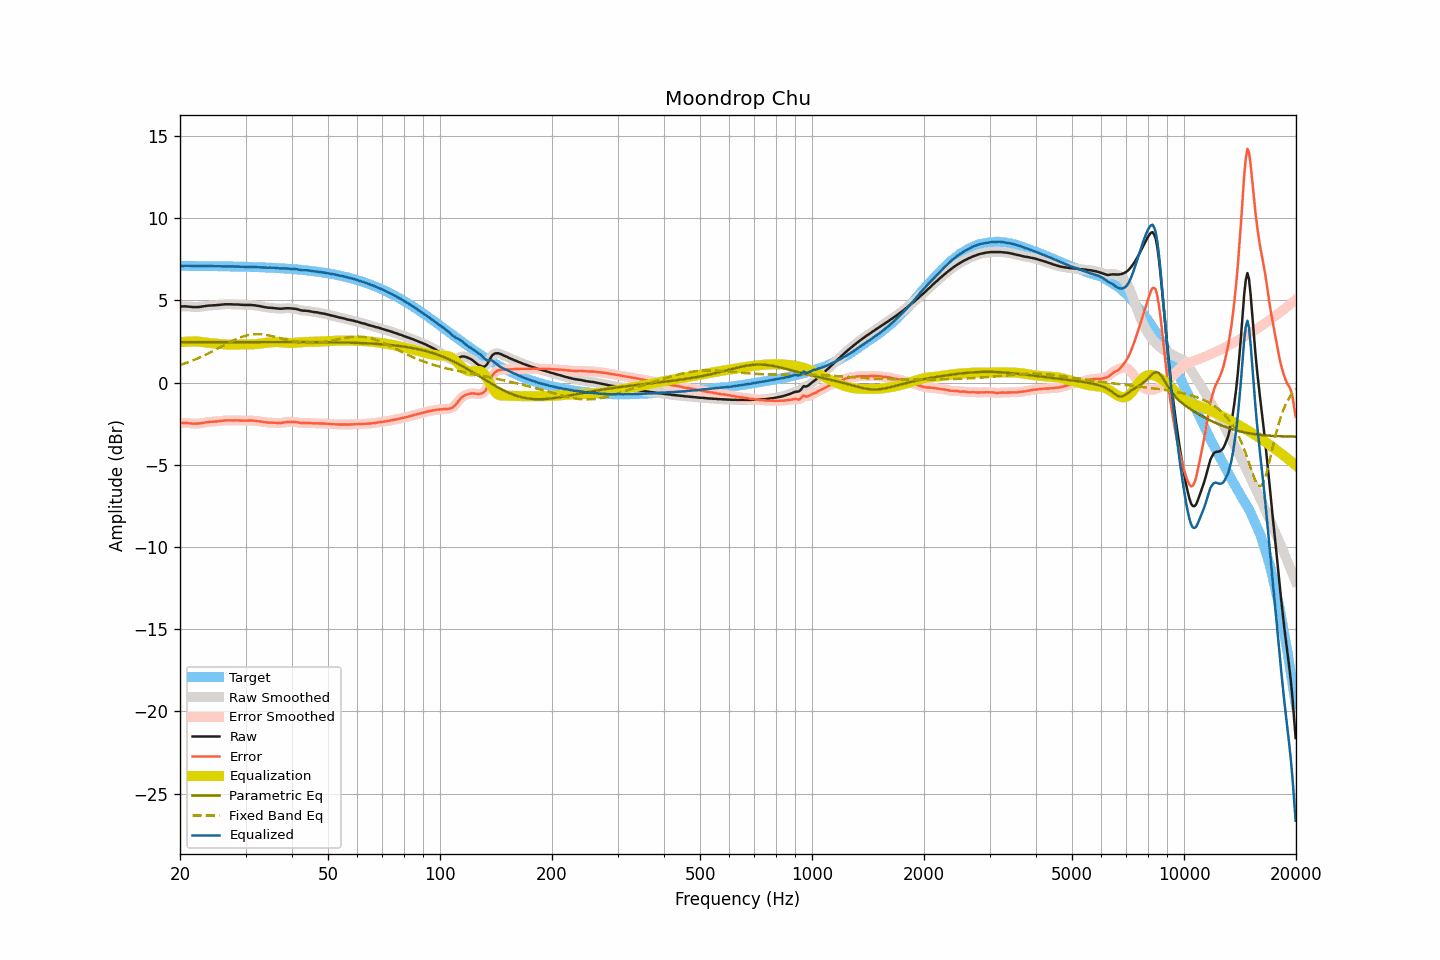 Moondrop Chu
15
10
5
0
−5
−10
−15
−20
−25
Amplitude (dBr)
Target
Raw Smoothed
Error Smoothed
Raw
Error
Equalization
Parametric Eq
Fixed Band Eq
Equalized
20 50 100 200 500 1000 2000 5000 10000 20000
Frequency (Hz)